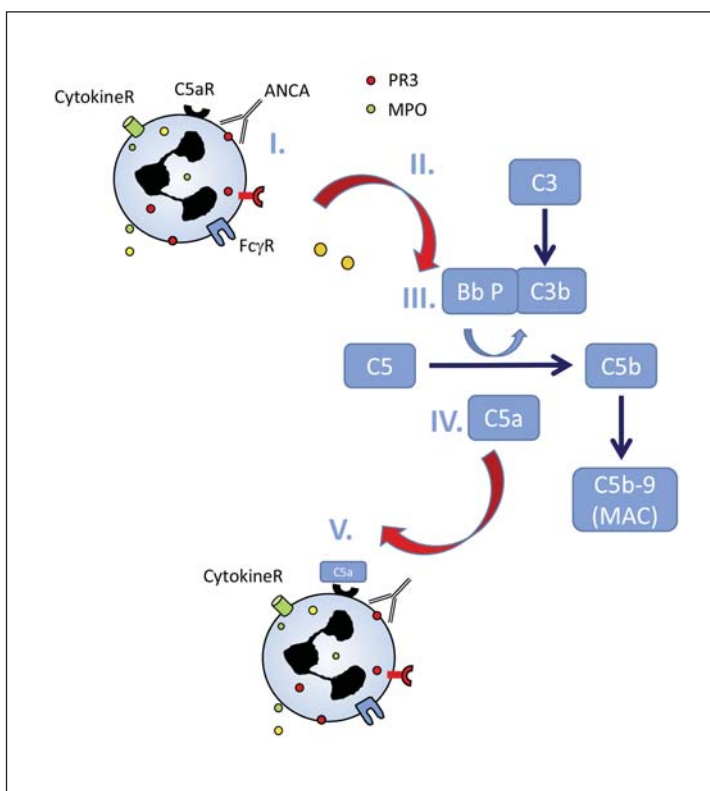 C5aR
ANCA
CytokineR
PR3
MPO
I.
FcγR
II.
C3
III.
Bb P
C3b
C5
C5b
IV.
C5a
C5b-9
(MAC)
V.
C5a
CytokineR